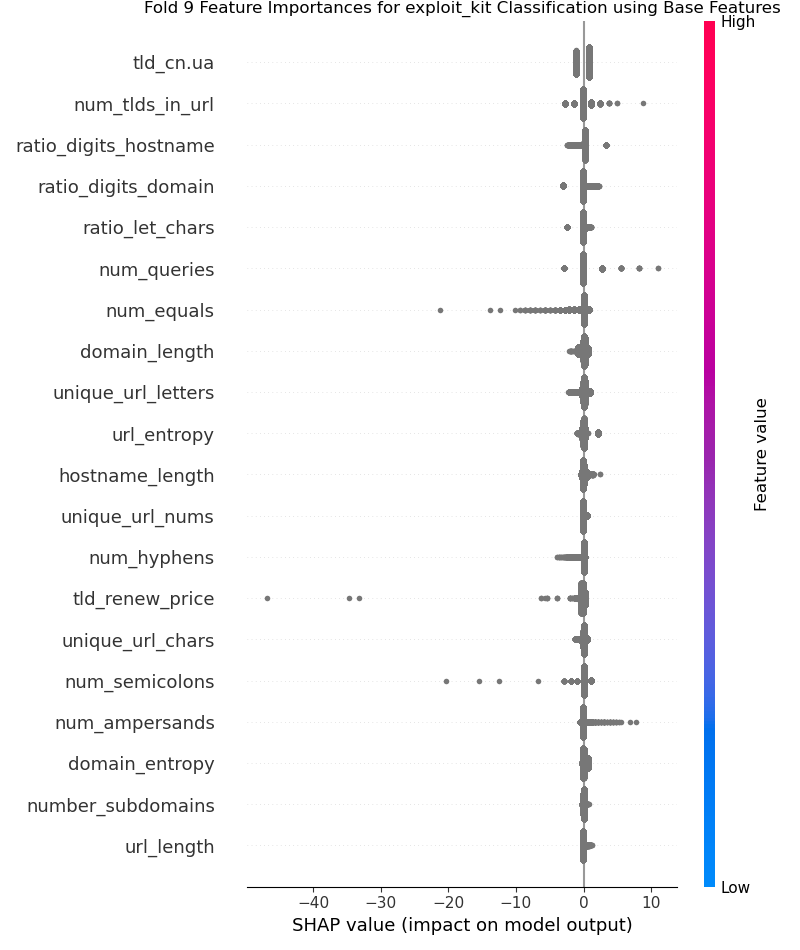 Fold 9 Feature Importances for exploit_kit Classification using Base Features
High
tld_cn.ua
num_tlds_in_url
ratio_digits_hostname
ratio_digits_domain
ratio_let_chars
num_queries
num_equals
domain_length
unique_url_letters
url_entropy
hostname_length
unique_url_nums
num_hyphens
tld_renew_price
unique_url_chars
num_semicolons
num_ampersands
domain_entropy
number_subdomains
url_length
Feature value
Low
−40 −30 −20 −10 0 10
SHAP value (impact on model output)